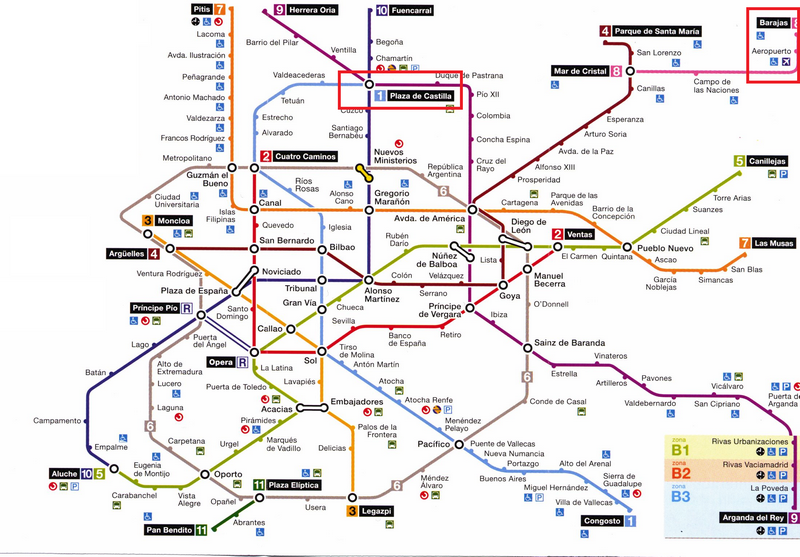 Pitis 7
9 Herrera Oria
10 Fuencarral
4 Parque de Santa María
Barajas
Lacoma
Barrio del Pilar
Begoña
San Lorenzo
Aeropuerto
Avda. Ilustración
Ventilla
Chamartín
Mar de Cristal 8
Peñagrande
Valdeacederas
Duque de Pastrana
Campo de
las Naciones
Antonio Machado
Tetuán
1 Plaza de Castilla
Pío XII
Canillas
Valdezarza
Estrecho
Cuzco
Colombia
Esperanza
Francos Rodríguez
Alvarado
Santiago
Bernabéu
Concha Espina
Arturo Soria
Metropolitano
2 Cuatro Caminos
Nuevos
Ministerios
República
Argentina
Cruz del
Rayo
Avda. de la Paz
Alfonso XIII
5 Canillejas
Guzmán el
Bueno
Ríos
Rosas
Prosperidad
Ciudad
Universitaria
Islas
Filipinas
Canal
Alonso
Cano
Gregorio
Marañón
6
Cartagena
Parque de las
Avenidas
Torre Arias
Avda. de América
Barrio de la
Concepción
Suanzes
3 Moncloa
Quevedo
Iglesia
Rubén
Darío
Diego de
León
2 Ventas
Ciudad Lineal
7 Las Musas
Argüelles 4
San Bernardo
Bilbao
Núñez
de Balboa
Lista
El Carmen
Quintana
Pueblo Nuevo
Ascao
San Blas
Ventura Rodríguez
Noviciado
Colón
Velázquez
Manuel
Becerra
García
Noblejas
Simancas
Plaza de España
Tribunal
Alonso
Martínez
Serrano
Goya
Príncipe Pío R
Santo
Domingo
Gran Vía
Chueca
Príncipe
de Vergara
O'Donnell
Callao
Sevilla
Ibiza
Puerta
del Ángel
Banco
de España
Retiro
Lago
Opera R
Sol
Tirso
de Molina
Sainz de Baranda
Batán
Alto de
Extremadura
La Latina
Antón Martín
Estrella
Vinateros
Lucero
Lavapiés
Atocha
6
Artilleros
Pavones
Vicálvaro
Puerta de Toledo
Laguna
Acacias
Embajadores
Atocha Renfe
Conde de Casal
Valdebernardo
San Cipriano
Puerta de
Arganda
Campamento
6
Pirámides
Palos de la
Frontera
Menéndez
Pelayo
Empalme
Carpetana
Urgel
Marqués
de Vadillo
Delicias
Pacífico
Puente de Vallecas
Nueva Numancia
zona
B1
Rivas Urbanizaciones
Aluche 10 5
Eugenia
de Montijo
Oporto
11 Plaza Elíptica
Portazgo
Alto del Arenal
zona
B2
Rivas Vaciamadrid
Carabanchel
Vista
Alegre
Opañel
Usera
6
Méndez
Álvaro
Buenos Aires
Miguel Hernández
Sierra de
Guadalupe
zona
B3
La Poveda
Pan Bendito 11
Abrantes
3 Legazpi
Villa de Vallecas
Congosto 1
Arganda del Rey 9